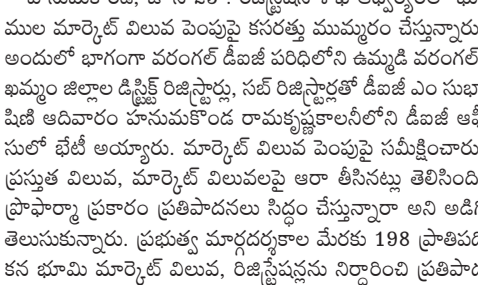 ముల మార్కెట్ విలువ పెంపుపై కసరత్తు ముమ్మరం చేస్తున్నారు
అందులో భాగంగా వరంగల్ డీఐజీ పరిధిలోని ఉమ్మడి వరంగల్
ఖమ్మం జిల్లాల డిస్ట్రిక్ట్ రిజిస్ట్రార్లు, సబ్ రిజిస్ట్రార్లతో డీఐజీ ఎం సుభా
షిణి ఆదివారం హనుమకొండ రామకృష్ణకాలనీలోని డీఐజీ ఆఫీ
సులో భేటీ అయ్యారు. మార్కెట్ విలువ పెంపుపై సమీక్షించారు
ప్రస్తుత విలువ, మార్కెట్ విలువలపై ఆరా తీసినట్లు తెలిసింది
ప్రొఫార్మా ప్రకారం ప్రతిపాదనలు సిద్ధం చేస్తున్నారా అని అడిగి
తెలుసుకున్నారు. ప్రభుత్వ మార్గదర్శకాల మేరకు 198 ప్రాతిపది
కన భూమి మార్కెట్ విలువ, రిజిస్ట్రేషన్లను నిర్ధారించి ప్రతిపాద